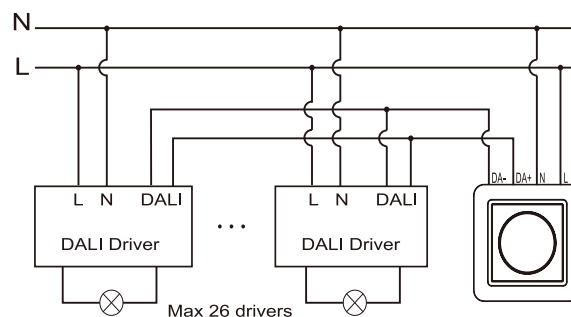 N
L
DA- DA+ N L
L N DALI
DALI Driver
...
L N DALI
DALI Driver
Max 26 drivers